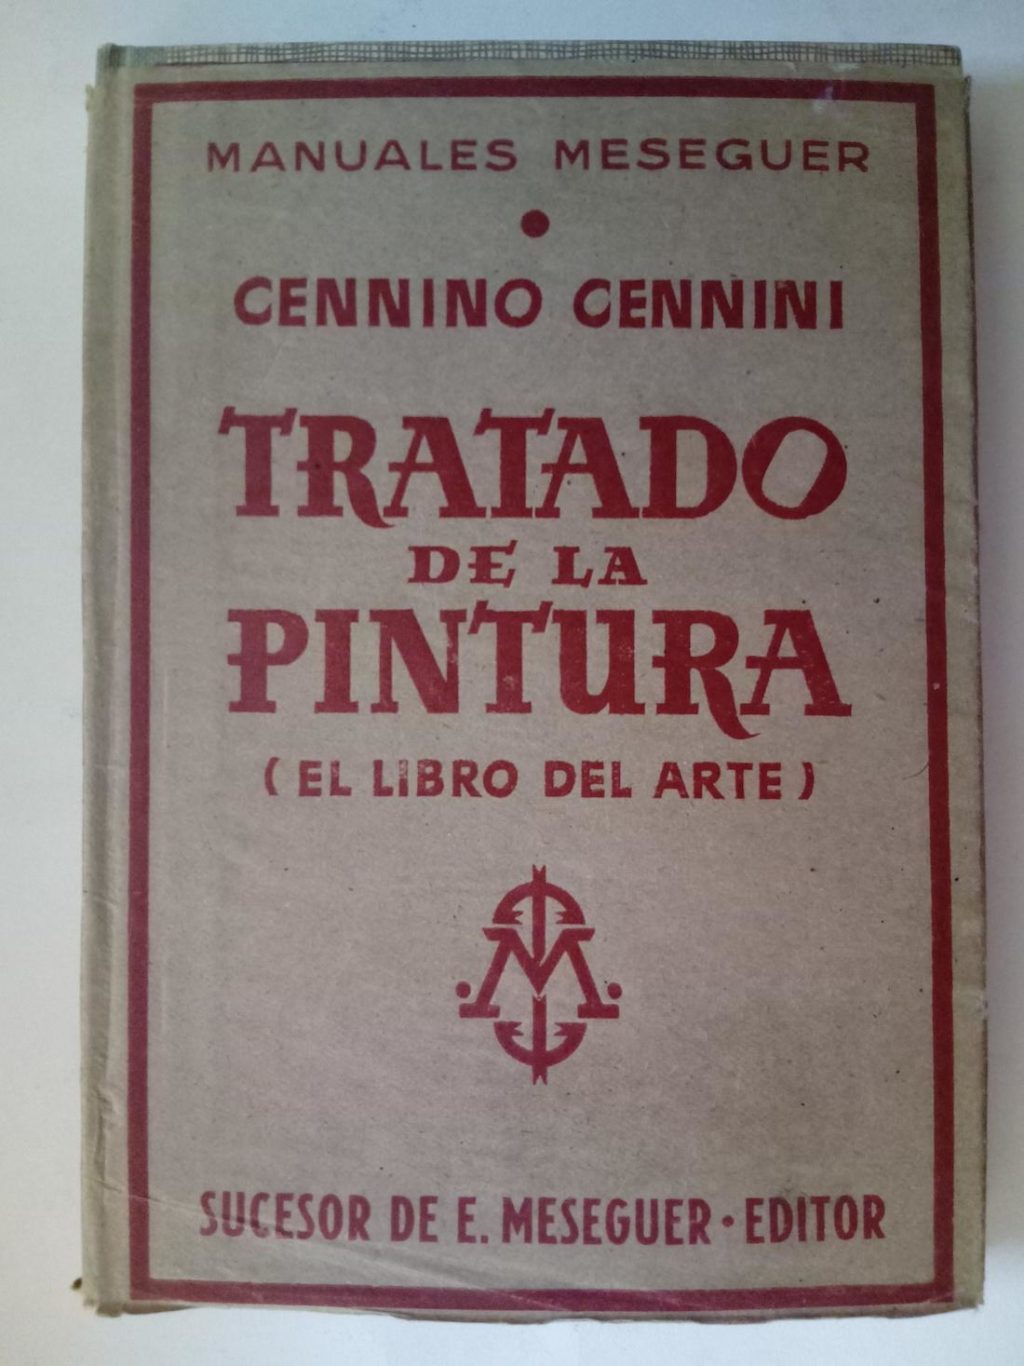 MANUALES MESEGUER
CENNINO CENNINI
TRATADO
DE LA
PINTURA
(EL LIBRO DEL ARTE)
M
SUCESOR DE E. MESEGUER · EDITOR